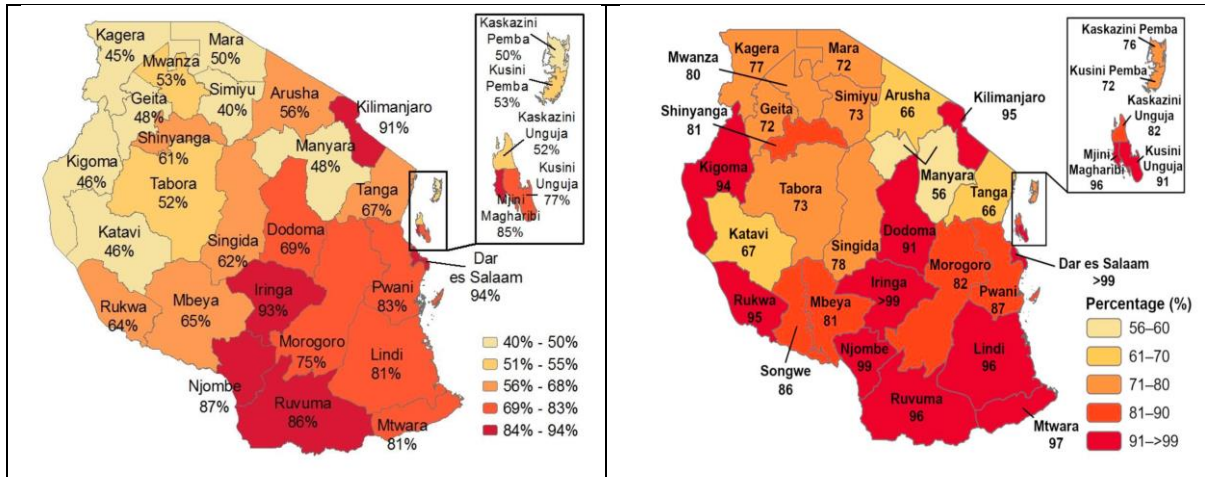 Kagera
45%
Mara
50%
Mwanza
53%
Simiyu
40%
Geita
48%
Arusha
56%
Kilimanjaro
91%
Shinyanga
61%
Kigoma
46%
Manyara
48%
Tabora
52%
Tanga
67%
Katavi
46%
Singida
62%
Dodoma
69%
Dar
es Salaam
94%
Rukwa
64%
Mbeya
65%
Iringa
93%
Pwani
83%
Morogoro
75%
Lindi
81%
Njombe
87%
Ruvuma
86%
Mtwara
81%
Kaskazini
Pemba
50%
Kusini
Pemba
53%
Kaskazini
Unguja
52%
Kusini
Unguja
77%
Mjini
Magharibi
85%
40% - 50%
51% - 55%
56% - 68%
69% - 83%
84% - 94%
Kagera
77
Mara
72
Mwanza
80
Simiyu
73
Arusha
66
Kilimanjaro
95
Shinyanga
81
Geita
72
Kigoma
94
Manyara
56
Tabora
73
Tanga
66
Katavi
67
Singida
78
Dodoma
91
Dar es Salaam
>99
Rukwa
95
Mbeya
81
Iringa
>99
Morogoro
82
Pwani
87
Songwe
86
Njombe
99
Lindi
96
Ruvuma
96
Mtwara
97
Kaskazini Pemba
76
Kusini Pemba
72
Kaskazini
Unguja
82
Mjini
Magharibi
96
Kusini
Unguja
91
Percentage (%)
56–60
61–70
71–80
81–90
91–>99